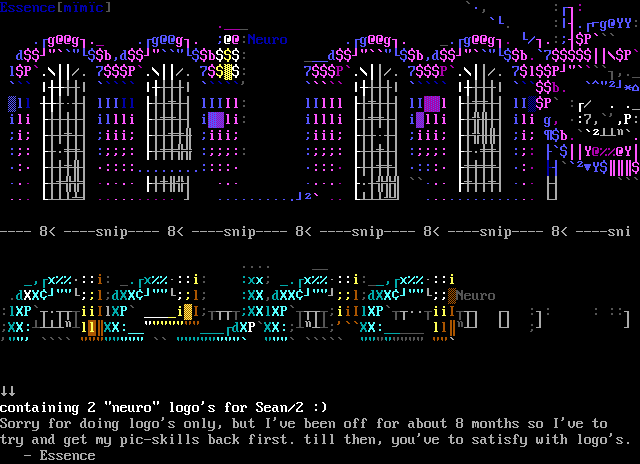 Essence[mimic]
Neuro
---- 8< ----snip---- 8< ----snip---- 8< ----snip---- 8< ----snip---- 8< ----sni
Neuro
containing 2 "neuro" logo's for Sean/2 :)
Sorry for doing logo's only, but I've been off for about 8 months so I've to
try and get my pic-skills back first. till then, you've to satisfy with logo's.
- Essence